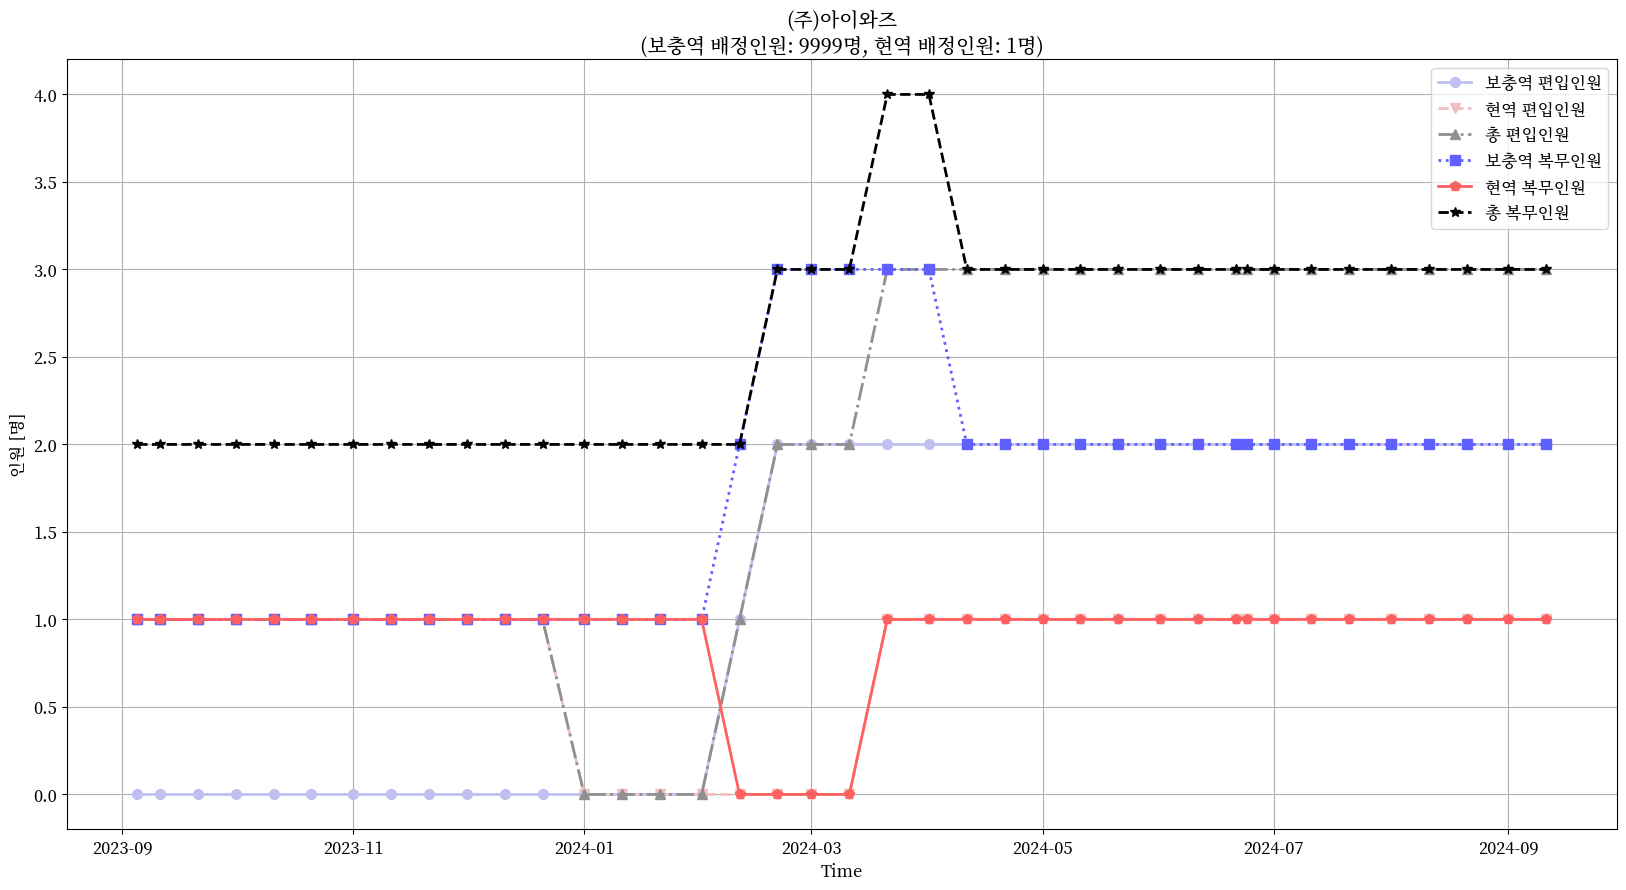 (주)아이와즈
(보충역 배정인원: 9999명, 현역 배정인원: 1명)
보충역 편입인원
현역 편입인원
총 편입인원
보충역 복무인원
현역 복무인원
총 복무인원
인원 [명]
4.0
3.5
3.0
2.5
2.0
1.5
1.0
0.5
0.0
2023-09
2023-11
2024-01
2024-03
2024-05
2024-07
2024-09
Time